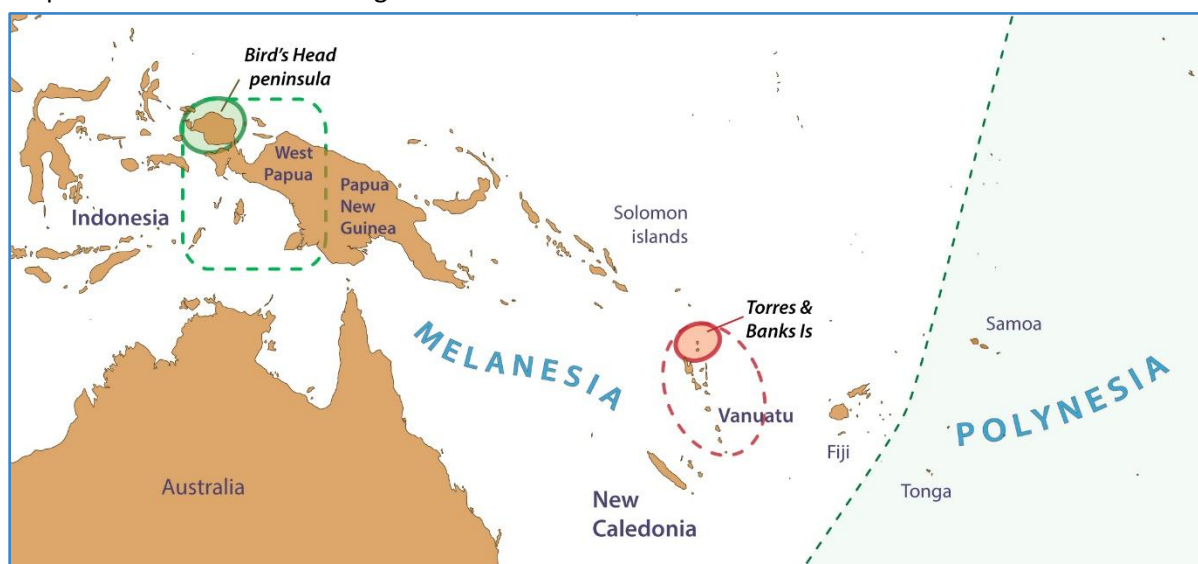 Bird's Head
peninsula
West
Papua
Papua
New
Guinea
Indonesia
Solomon
islands
Torres &
Banks Is
Samoa
MELANESIA
POLYNESIA
Vanuatu
Fiji
Australia
New
Caledonia
Tonga